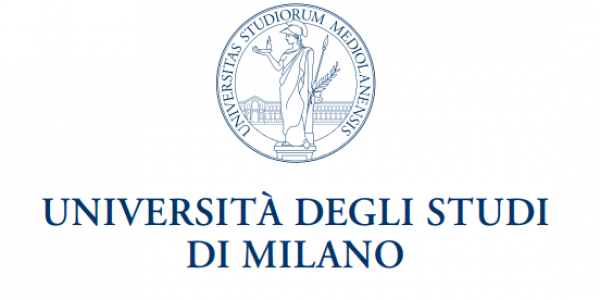 UNIVERSITAS STUDIORUM MEDIOLANENSIS
UNIVERSITÀ DEGLI STUDI
DI MILANO